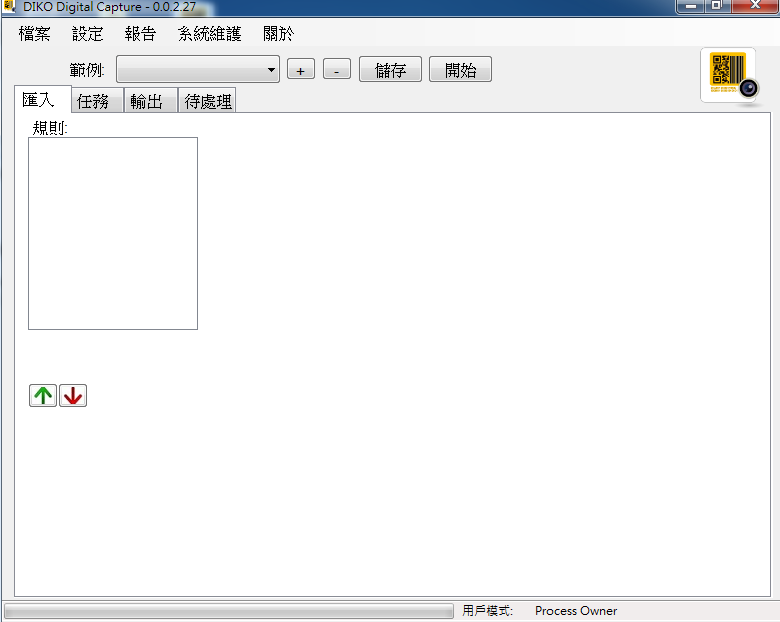 DIKO Digital Capture - 0.0.2.27
檔案 設定 報告 系統維護 關於
範例: + - 儲存 開始
匯入 任務 輸出 待處理
規則:
用戶模式: Process Owner